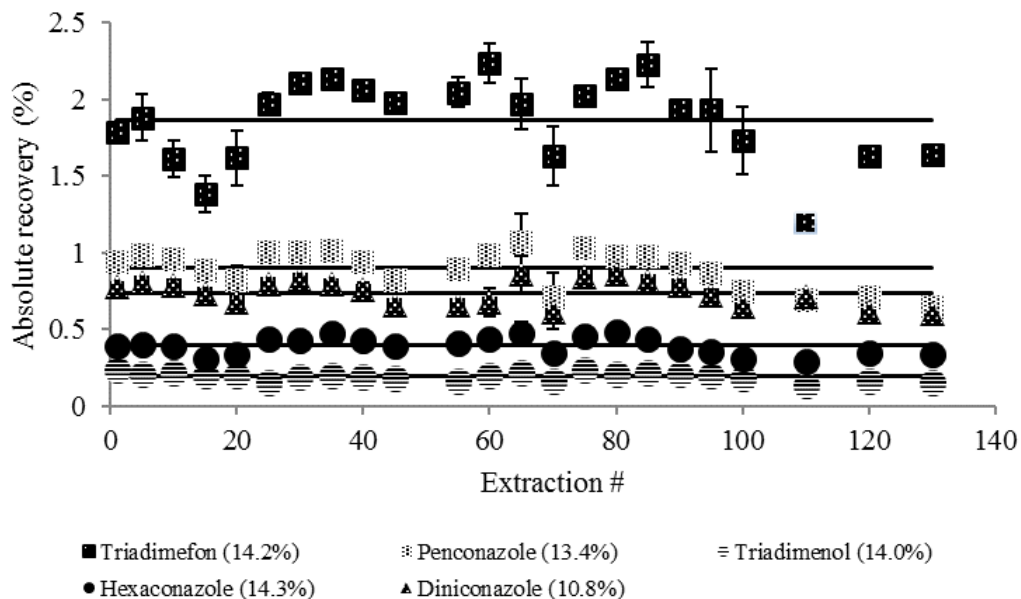 2.5
2
1.5
1
0.5
0
Absolute recovery (%)
0 20 40 60 80 100 120 140
Extraction #
Triadimefon (14.2%) Penconazole (13.4%) Triadimenol (14.0%)
Hexaconazole (14.3%) Diniconazole (10.8%)